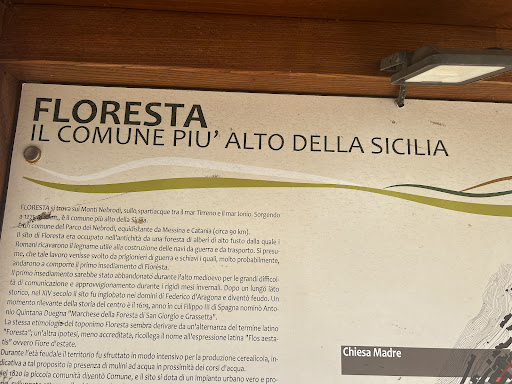 FLORESTA
IL COMUNE PIU' ALTO DELLA SICILIA
FLORESTA si trova sui Monti Nebrodi, sullo spartiacque tra il mar Tirreno e il mar Ionio. Sorgendo
a 1275 è il comune più alto della Sicilia.
È un comune del Parco dei Nebrodi, equidistante da Messina e Catania (circa 90 km).
Il sito di Floresta era occupato nell'antichità da una foresta di alberi di alto fusto dalla quale i
Romani ricavarono il legname utile alla costruzione delle navi da guerra e da trasporto. Si presu-
me, che tale lavoro venisse svolto da prigionieri di guerra e schiavi i quali, molto probabilmente,
andarono a comporre il primo insediamento di Floresta.
Il primo insediamento sarebbe stato abbandonato durante l'alto medioevo per le grandi difficol-
tà di comunicazione e approvvigionamento durante i rigidi mesi invernali. Dopo un lungo lato
storico, nel XIV secolo il sito fu inglobato nei domini di Federico d'Aragona e diventò feudo. Un
momento rilevante della storia del centro è il 1619, anno in cui Filippo III di Spagna nominò Anto-
nio Quintana Duegna "Marchese della Foresta di San Giorgio e Grassetta".
La stessa etimologia del toponimo Floresta sembra derivare da un'alternanza del termine latino
"Foresta"; un'altra ipotesi, meno accreditata, ricollega il nome all'espressione latina "Flos aesta-
tis" ovvero Fiore d'estate.
Durante l'età feudale il territorio fu sfruttato in modo intensivo per la produzione cerealicola, in-
dicativa a tal proposito la presenza di mulini ad acqua in prossimità dei corsi d'acqua.
nel 1820 la piccola comunità diventò Comune, e il sito si dota di un impianto urbano vero e pro-
Chiesa Madre